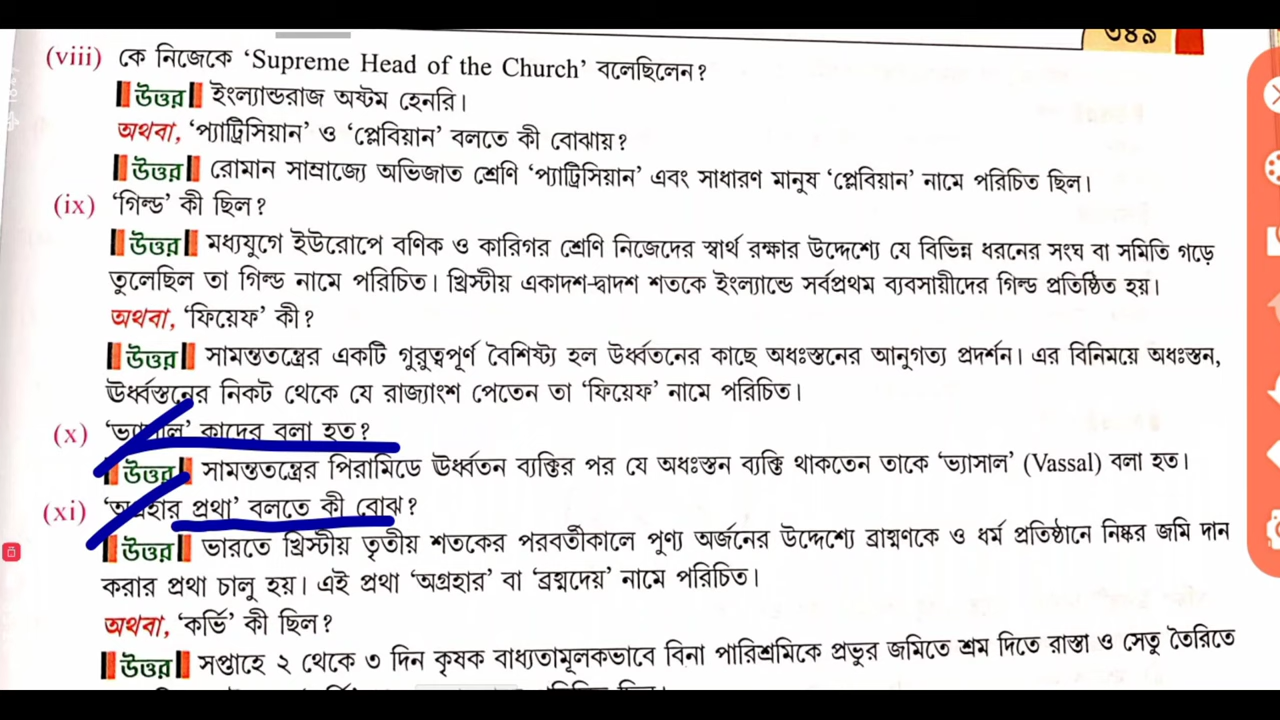 ৩৪৯
(viii) কে নিজেকে ‘Supreme Head of the Church’ বলেছিলেন?
উত্তর ইংল্যান্ডরাজ অষ্টম হেনরি।
অথবা, ‘প্যাট্রিসিয়ান’ ও ‘প্লেবিয়ান’ বলতে কী বোঝায়?
উত্তর রোমান সাম্রাজ্যে অভিজাত শ্রেণি ‘প্যাট্রিসিয়ান’ এবং সাধারণ মানুষ ‘প্লেবিয়ান’ নামে পরিচিত ছিল।
(ix) ‘গিল্ড’ কী ছিল?
উত্তর মধ্যযুগে ইউরোপে বণিক ও কারিগর শ্রেণি নিজেদের স্বার্থ রক্ষার উদ্দেশ্যে যে বিভিন্ন ধরনের সংঘ বা সমিতি গড়ে
তুলেছিল তা গিল্ড নামে পরিচিত। খ্রিস্টীয় একাদশ-দ্বাদশ শতকে ইংল্যান্ডে সর্বপ্রথম ব্যবসায়ীদের গিল্ড প্রতিষ্ঠিত হয়।
অথবা, ‘ফিয়েফ’ কী?
উত্তর সামন্ততন্ত্রের একটি গুরুত্বপূর্ণ বৈশিষ্ট্য হল উর্ধ্বতনের কাছে অধঃস্তনের আনুগত্য প্রদর্শন। এর বিনিময়ে অধঃস্তন,
ঊর্ধ্বস্তনের নিকট থেকে যে রাজ্যাংশ পেতেন তা ‘ফিয়েফ’ নামে পরিচিত।
(x) ‘ভ্যাসাল’ কাদের বলা হত?
উত্তর সামন্ততন্ত্রের পিরামিডে ঊর্ধ্বতন ব্যক্তির পর যে অধঃস্তন ব্যক্তি থাকতেন তাকে ‘ভ্যাসাল’ (Vassal) বলা হত।
(xi) ‘অগ্রহার প্রথা’ বলতে কী বোঝ?
উত্তর ভারতে খ্রিস্টীয় তৃতীয় শতকের পরবর্তীকালে পুণ্য অর্জনের উদ্দেশ্যে ব্রাহ্মণকে ও ধর্ম প্রতিষ্ঠানে নিষ্কর জমি দান
করার প্রথা চালু হয়। এই প্রথা ‘অগ্রহার’ বা ‘ব্রহ্মদেয়’ নামে পরিচিত।
অথবা, ‘কর্ভি’ কী ছিল?
উত্তর সপ্তাহে ২ থেকে ৩ দিন কৃষক বাধ্যতামূলকভাবে বিনা পারিশ্রমিকে প্রভুর জমিতে শ্রম দিতে রাস্তা ও সেতু তৈরিতে